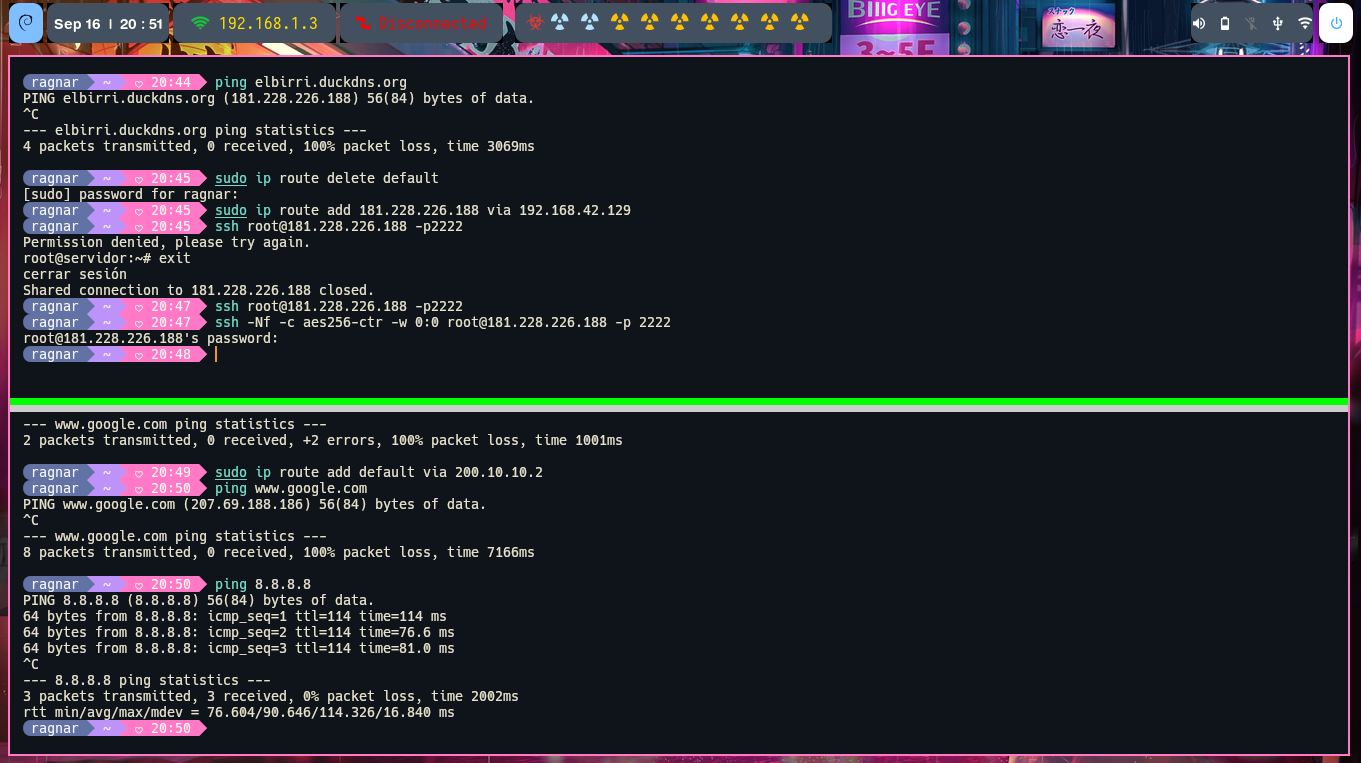 Sep 16 | 20:51
192.168.1.3
Disconnected
BIIIG EYE
3~5F
スナック
恋一夜
ragnar ~ ♡ 20:44 ping elbirri.duckdns.org
PING elbirri.duckdns.org (181.228.226.188) 56(84) bytes of data.
^C
--- elbirri.duckdns.org ping statistics ---
4 packets transmitted, 0 received, 100% packet loss, time 3069ms
ragnar ~ ♡ 20:45 sudo ip route delete default
[sudo] password for ragnar:
ragnar ~ ♡ 20:45 sudo ip route add 181.228.226.188 via 192.168.42.129
ragnar ~ ♡ 20:45 ssh root@181.228.226.188 -p2222
Permission denied, please try again.
root@servidor:~# exit
cerrar sesión
Shared connection to 181.228.226.188 closed.
ragnar ~ ♡ 20:47 ssh root@181.228.226.188 -p2222
ragnar ~ ♡ 20:47 ssh -Nf -c aes256-ctr -w 0:0 root@181.228.226.188 -p 2222
root@181.228.226.188's password:
ragnar ~ ♡ 20:48
--- www.google.com ping statistics ---
2 packets transmitted, 0 received, +2 errors, 100% packet loss, time 1001ms
ragnar ~ ♡ 20:49 sudo ip route add default via 200.10.10.2
ragnar ~ ♡ 20:50 ping www.google.com
PING www.google.com (207.69.188.186) 56(84) bytes of data.
^C
--- www.google.com ping statistics ---
8 packets transmitted, 0 received, 100% packet loss, time 7166ms
ragnar ~ ♡ 20:50 ping 8.8.8.8
PING 8.8.8.8 (8.8.8.8) 56(84) bytes of data.
64 bytes from 8.8.8.8: icmp_seq=1 ttl=114 time=114 ms
64 bytes from 8.8.8.8: icmp_seq=2 ttl=114 time=76.6 ms
64 bytes from 8.8.8.8: icmp_seq=3 ttl=114 time=81.0 ms
^C
--- 8.8.8.8 ping statistics ---
3 packets transmitted, 3 received, 0% packet loss, time 2002ms
rtt min/avg/max/mdev = 76.604/90.646/114.326/16.840 ms
ragnar ~ ♡ 20:50